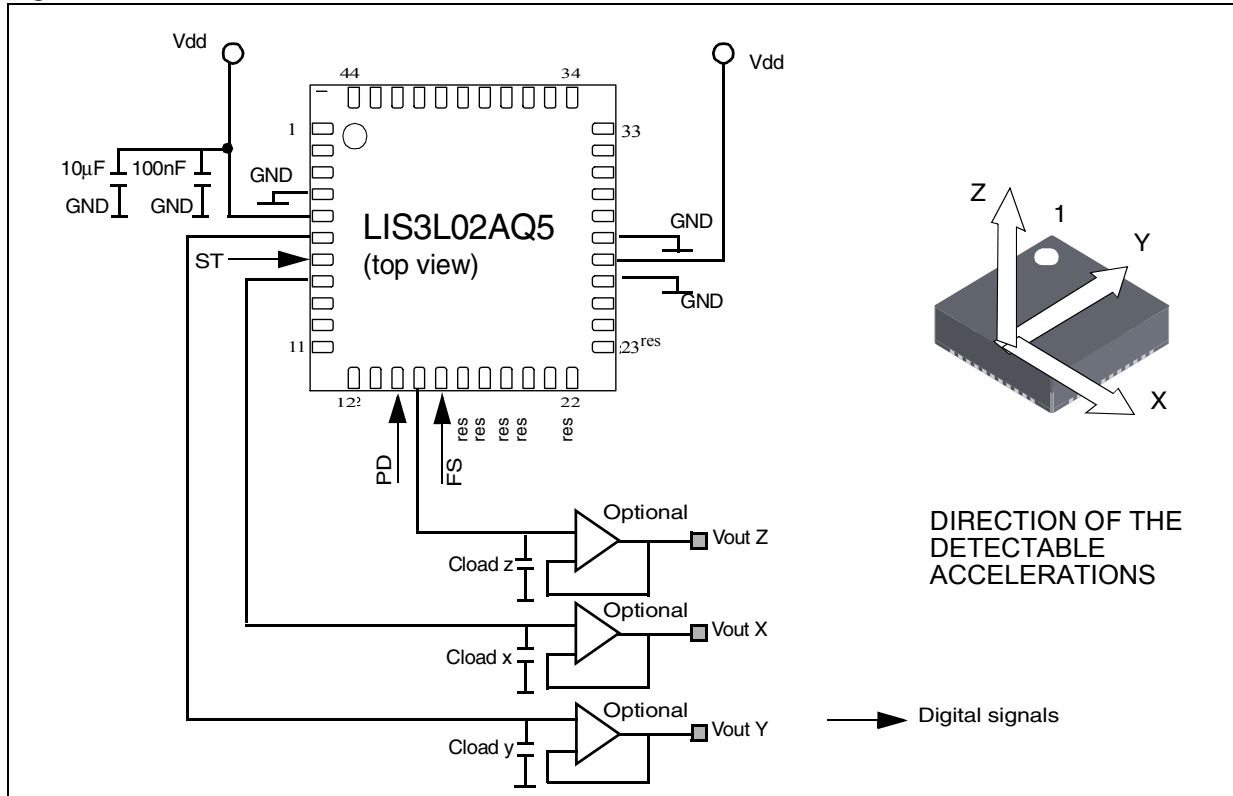 Vdd
Vdd
44
34
1
33
10µF
100nF
GND
GND
GND
LIS3L02AQ5
(top view)
GND
GND
ST
11
23 res
12
22
PD
FS
res
res
res
res
res
Optional
Vout Z
Cload z
Optional
Vout X
Cload x
Optional
Vout Y
Cload y
Digital signals
Z
1
Y
X
DIRECTION OF THE
DETECTABLE
ACCELERATIONS